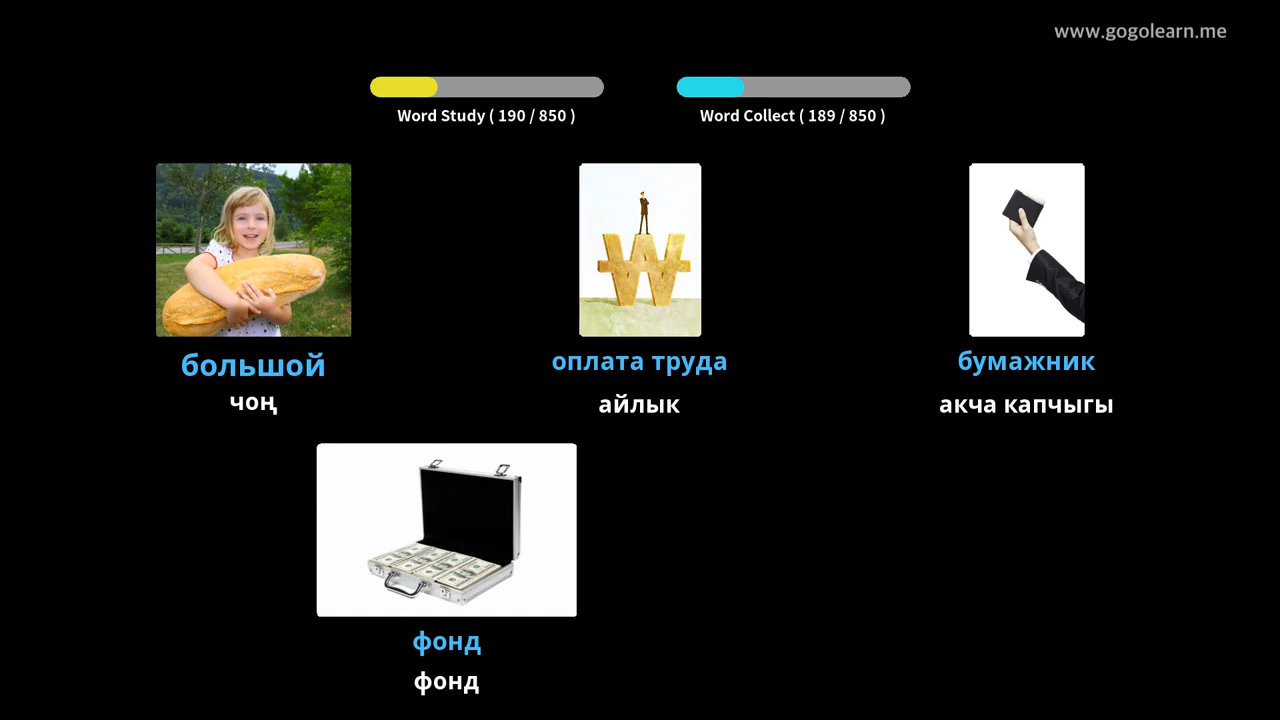 www.gogolearn.me
Word Study ( 190 / 850 )
Word Collect ( 189 / 850 )
большой
чоң
оплата труда
айлык
бумажник
акча капчыгы
фонд
фонд